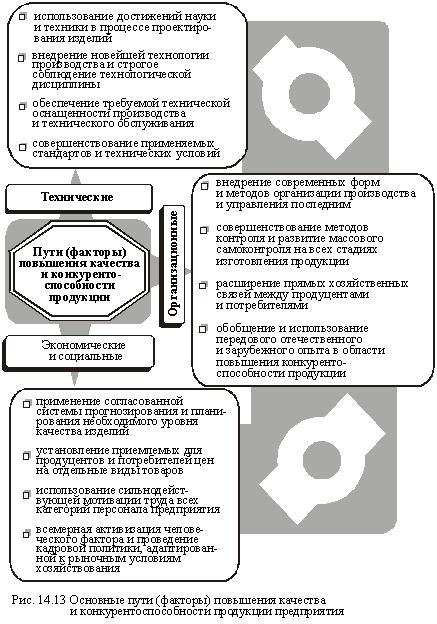 использование достижений науки
и техники в процессе проектиро-
вания изделий
внедрение новейшей технологии
производства и строгое
соблюдение технологической
дисциплины
обеспечение требуемой технической
оснащенности производства
и технического обслуживания
совершенствование применяемых
стандартов и технических условий
Технические
Пути (факторы)
повышения качества
и конкуренто-
способности
продукции
Организационные
Экономические
и социальные
внедрение современных форм
и методов организации производства
и управления последним
совершенствование методов
контроля и развитие массового
самоконтроля на всех стадиях
изготовления продукции
расширение прямых хозяйственных
связей между продуцентами
и потребителями
обобщение и использование
передового отечественного
и зарубежного опыта в области
повышения конкуренто-
способности продукции
применение согласованной
системы прогнозирования и плани-
рования необходимого уровня
качества изделий
установление приемлемых для
продуцентов и потребителей цен
на отдельные виды товаров
использование сильнодейст-
вующей мотивации труда всех
категорий персонала предприятия
всемерная активизация челове-
ческого фактора и проведение
кадровой политики, адаптирован-
ной к рыночным условиям
хозяйствования
Рис. 14.13 Основные пути (факторы) повышения качества
и конкурентоспособности продукции предприятия